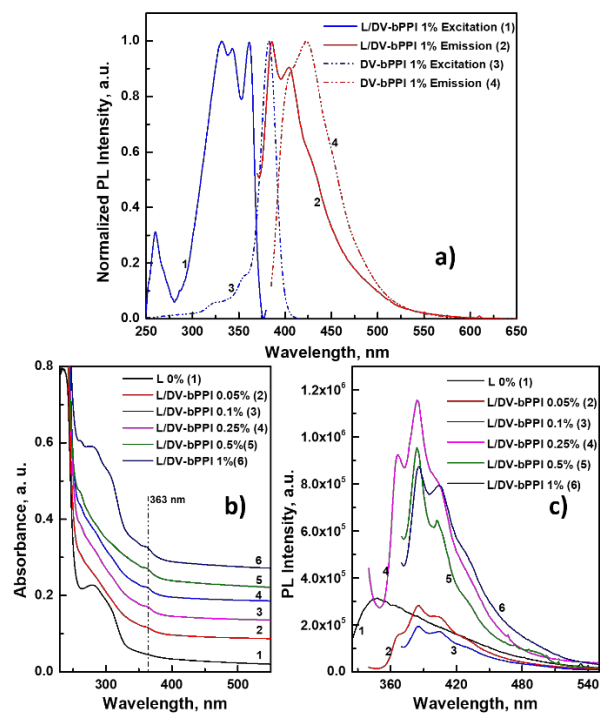 L/DV-bPPI 1% Excitation (1)
L/DV-bPPI 1% Emission (2)
DV-bPPI 1% Excitation (3)
DV-bPPI 1% Emission (4)
Normalized PL Intensity, a.u.
1.0
0.8
0.6
0.4
0.2
0.0
1
3
4
2
a)
250 300 350 400 450 500 550 600 650
Wavelength, nm
L 0% (1)
L/DV-bPPI 0.05% (2)
L/DV-bPPI 0.1% (3)
L/DV-bPPI 0.25% (4)
L/DV-bPPI 0.5% (5)
L/DV-bPPI 1%(6)
363 nm
b)
Absorbance, a. u.
0.8
0.6
0.4
0.2
0.0
6
5
4
3
2
1
300 400 500
Wavelength, nm
L 0% (1)
L/DV-bPPI 0.05% (2)
L/DV-bPPI 0.1% (3)
L/DV-bPPI 0.25% (4)
L/DV-bPPI 0.5% (5)
L/DV-bPPI 1% (6)
c)
PL Intensity, a. u.
1.2x10⁶
1.0x10⁶
8.0x10⁵
6.0x10⁵
4.0x10⁵
2.0x10⁵
0.0
4
1
2
3
5
6
360 420 480 540
Wavelength, nm